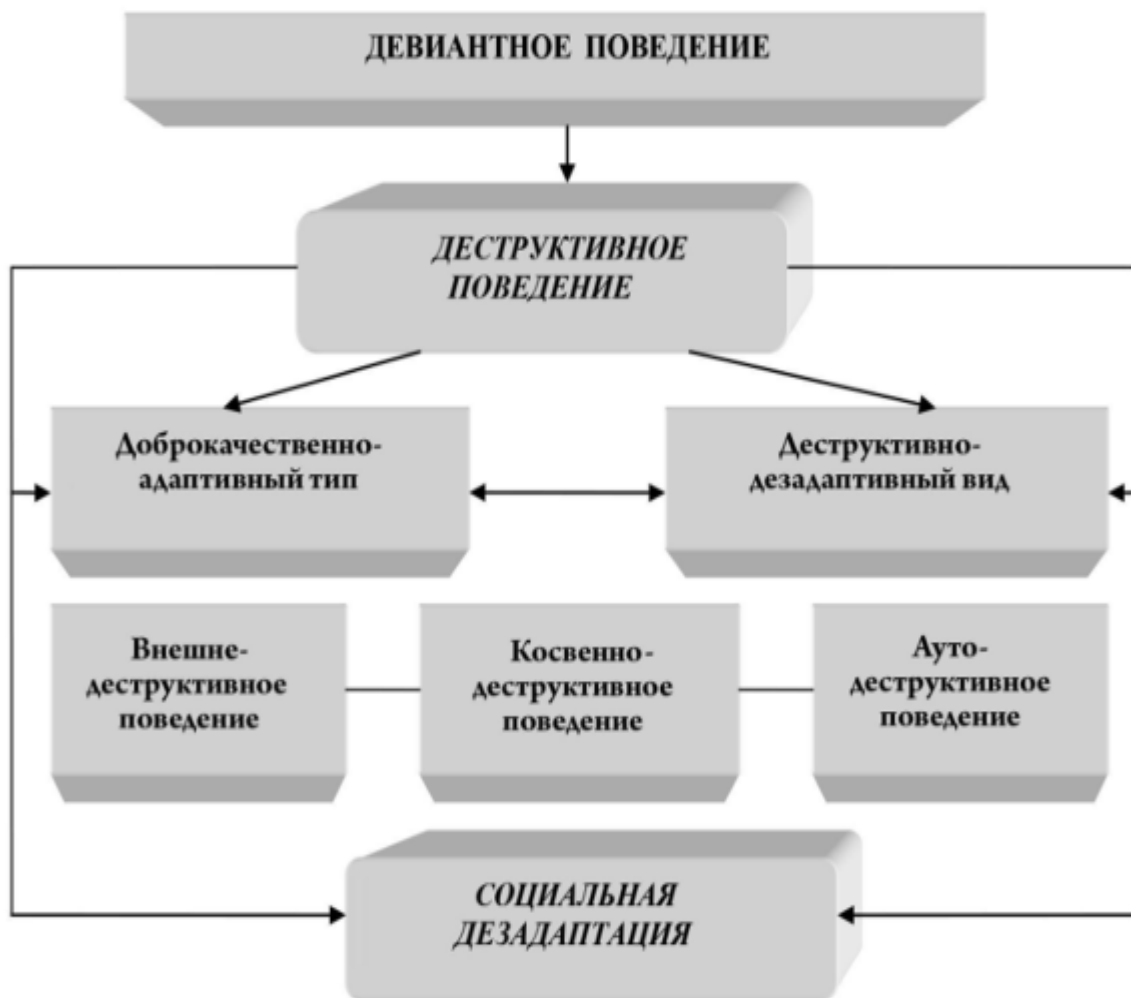 ДЕВИАНТНОЕ ПОВЕДЕНИЕ
ДЕСТРУКТИВНОЕ
ПОВЕДЕНИЕ
Доброкачественно-
адаптивный тип
Деструктивно-
дезадаптивный вид
Внешне-
деструктивное
поведение
Косвенно-
деструктивное
поведение
Ауто-
деструктивное
поведение
СОЦИАЛЬНАЯ
ДЕЗАДАПТАЦИЯ